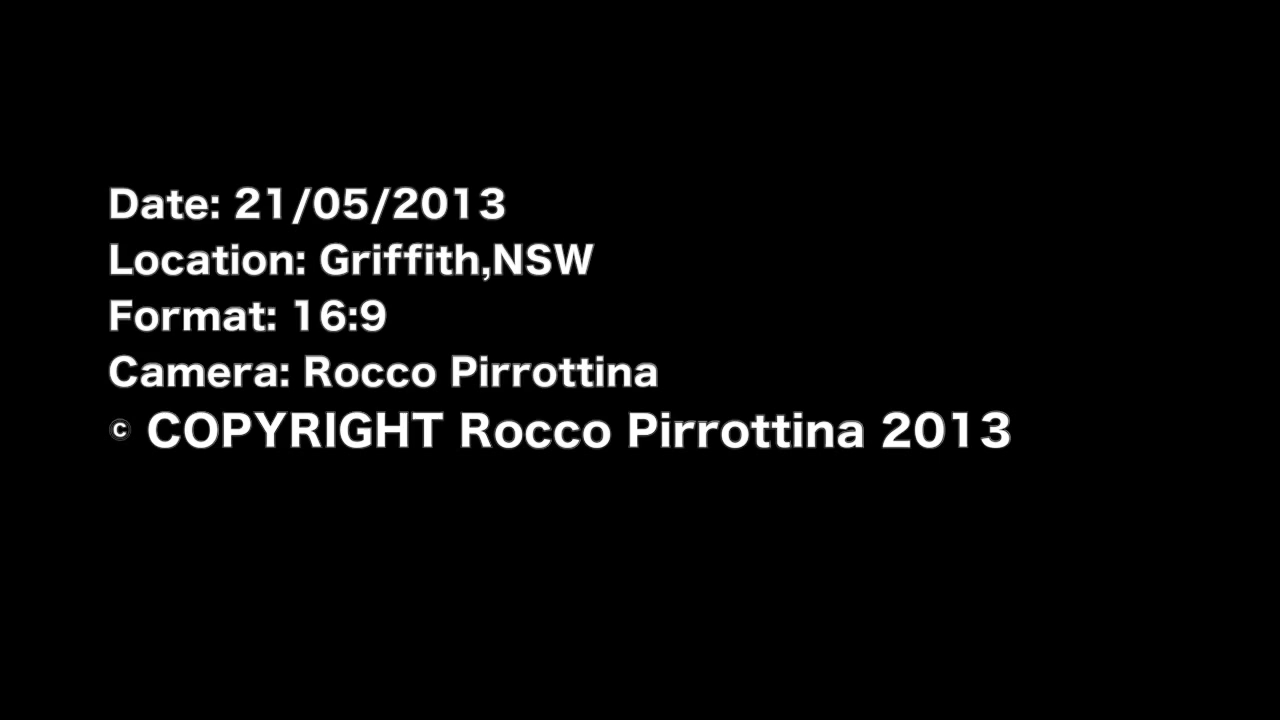 Date: 21/05/2013
Location: Griffith,NSW
Format: 16:9
Camera: Rocco Pirrottina
© COPYRIGHT Rocco Pirrottina 2013